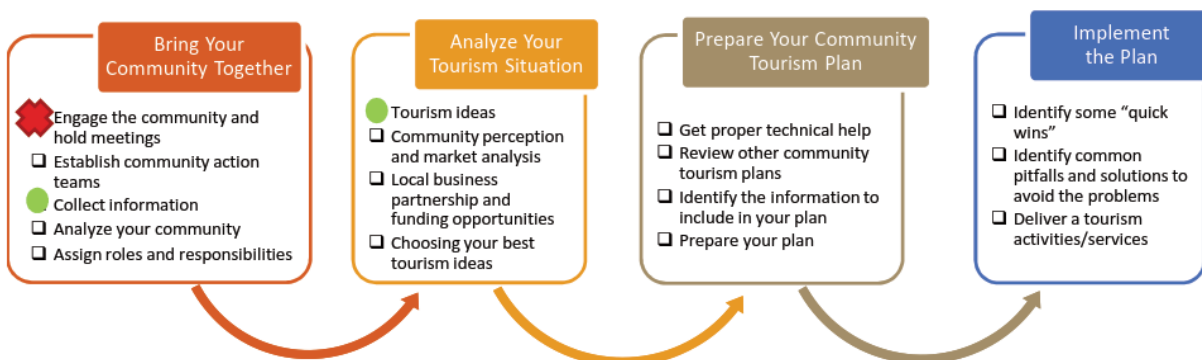 Bring Your
Community Together
Engage the community and
hold meetings
Establish community action
teams
Collect information
Analyze your community
Assign roles and responsibilities
Analyze Your
Tourism Situation
Tourism ideas
Community perception
and market analysis
Local business
partnership and
funding opportunities
Choosing your best
tourism ideas
Prepare Your Community
Tourism Plan
Get proper technical help
Review other community
tourism plans
Identify the information to
include in your plan
Prepare your plan
Implement
the Plan
Identify some “quick
wins”
Identify common
pitfalls and solutions to
avoid the problems
Deliver a tourism
activities/services